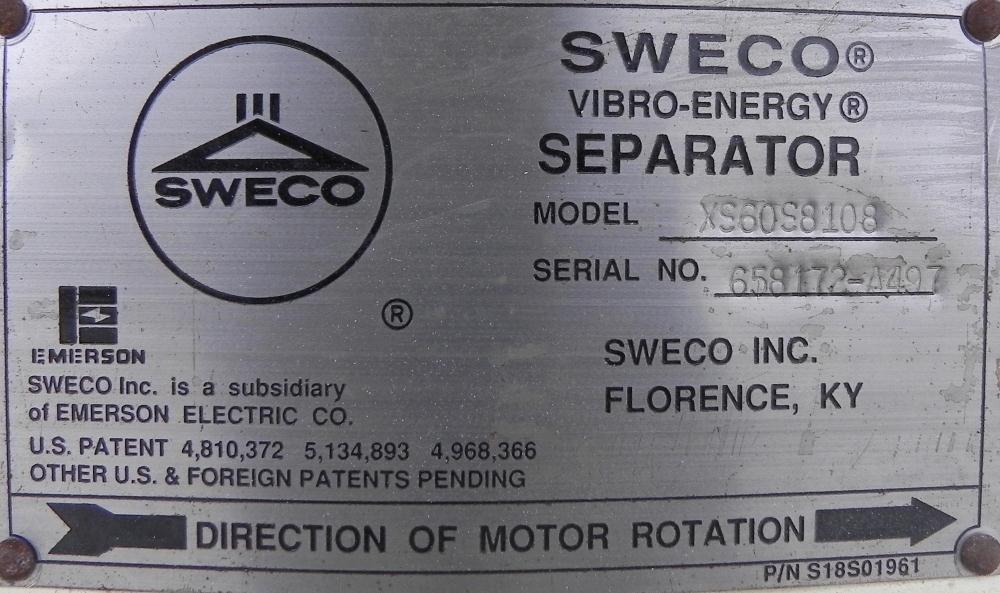 SWECO
®
EMERSON
SWECO Inc. is a subsidiary
of EMERSON ELECTRIC CO.
U.S. PATENT 4,810,372 5,134,893 4,968,366
OTHER U.S. & FOREIGN PATENTS PENDING
SWECO®
VIBRO-ENERGY®
SEPARATOR
MODEL XS60S8108
SERIAL NO. 658172-A497
SWECO INC.
FLORENCE, KY
DIRECTION OF MOTOR ROTATION
P/N S18S01961